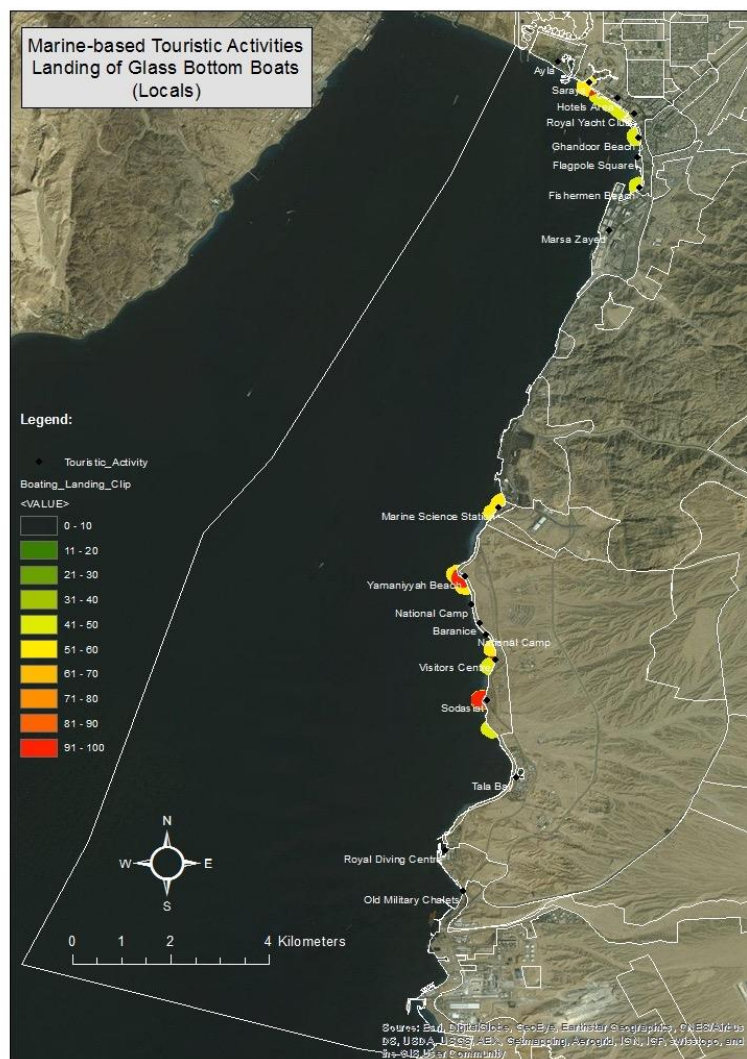 Marine-based Touristic Activities
Landing of Glass Bottom Boats
(Locals)
Ayla
Saraya
Hotels Area
Royal Yacht Club
Ghandoor Beach
Flagpole Square
Fishermen Beach
Marsa Zayed
Legend:
Touristic_Activity
Boating_Landing_Clip
<VALUE>
0 - 10
11 - 20
21 - 30
31 - 40
41 - 50
51 - 60
61 - 70
71 - 80
81 - 90
91 - 100
Marine Science Station
Yamaniyyah Beach
National Camp
Baranice
National Camp
Visitors Centre
Tala Bay
Royal Diving Centre
Old Military Chalets
N
W
E
S
0 1 2 4 Kilometers
Source: Esri, DigitalGlobe, GeoEye, Earthstar Geographics, CNES/Airbus
DS, USDA, USGS, AEX, Getmapping, Aerogrid, IGN, IGP, swisstopo, and
the GIS User Community